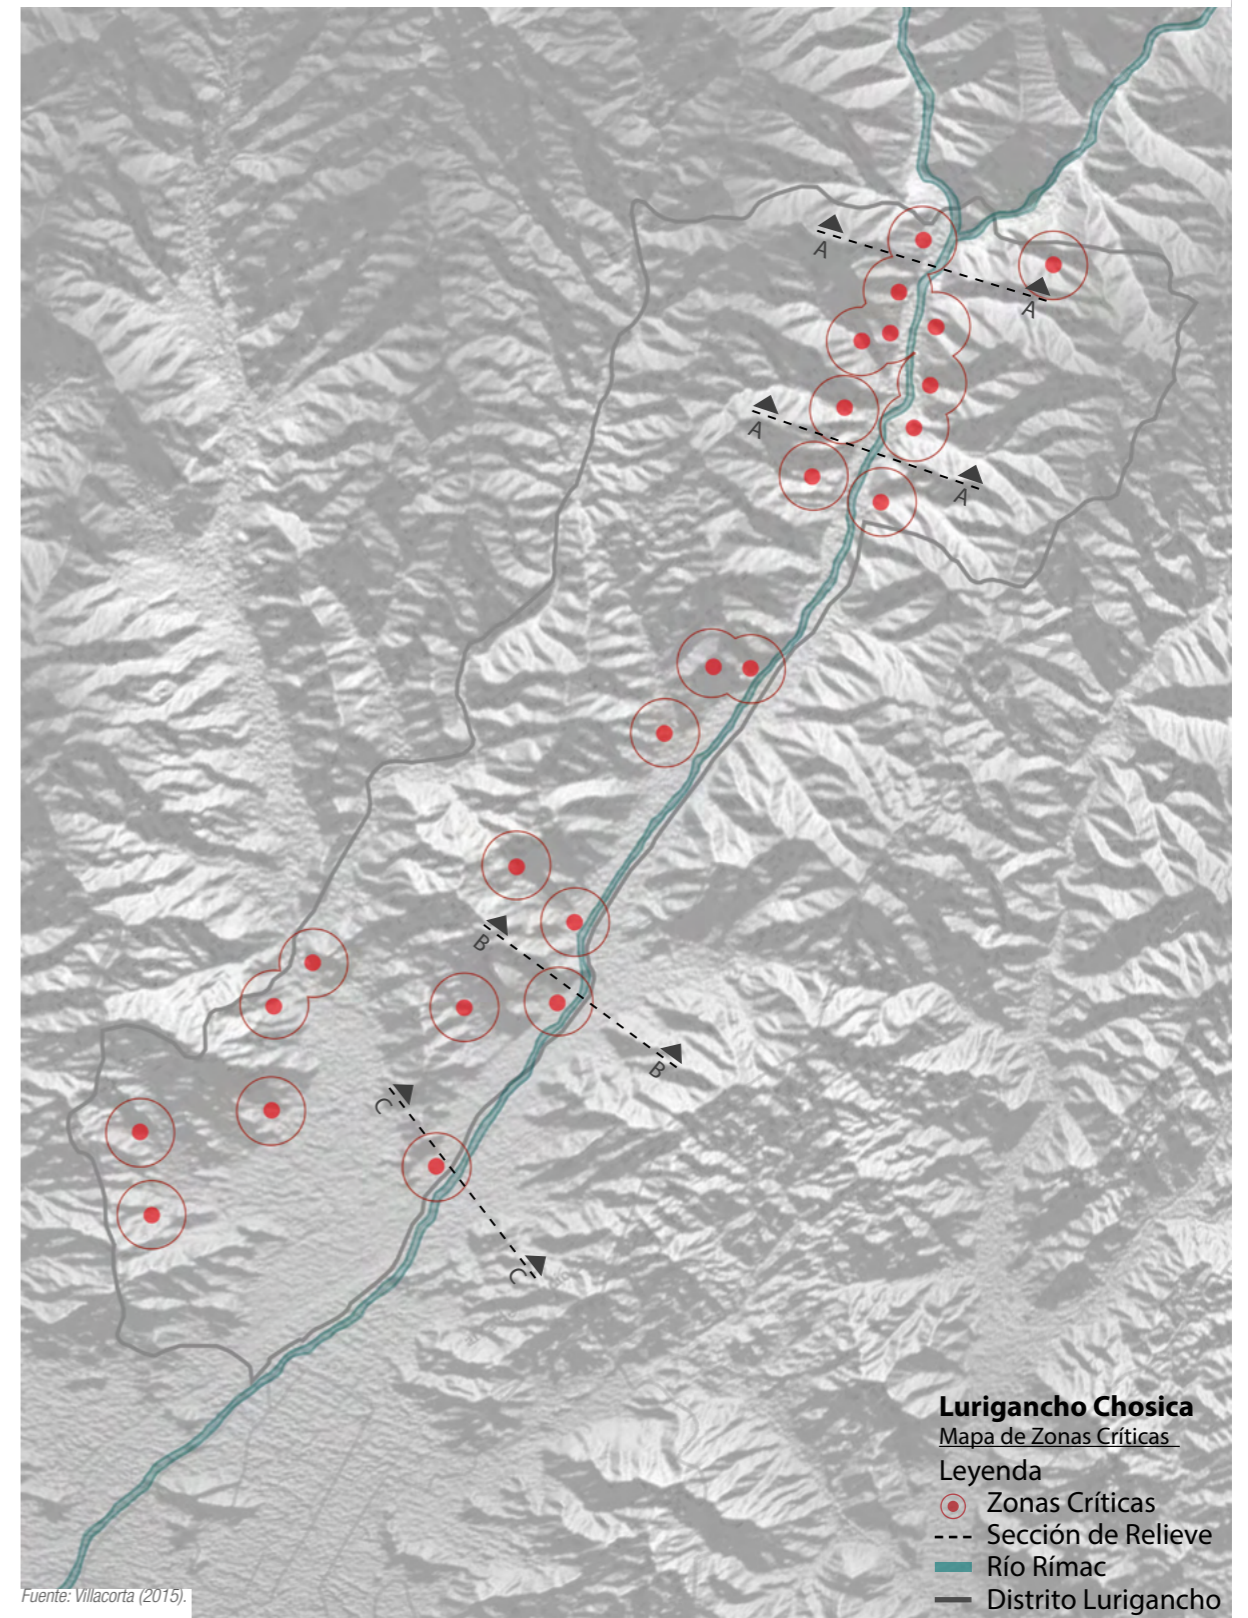 A
A
A
A
B
B
C
C
Lurigancho Chosica
Mapa de Zonas Críticas
Leyenda
Zonas Críticas
Sección de Relieve
Río Rímac
Distrito Lurigancho
Fuente: Villacorta (2015).